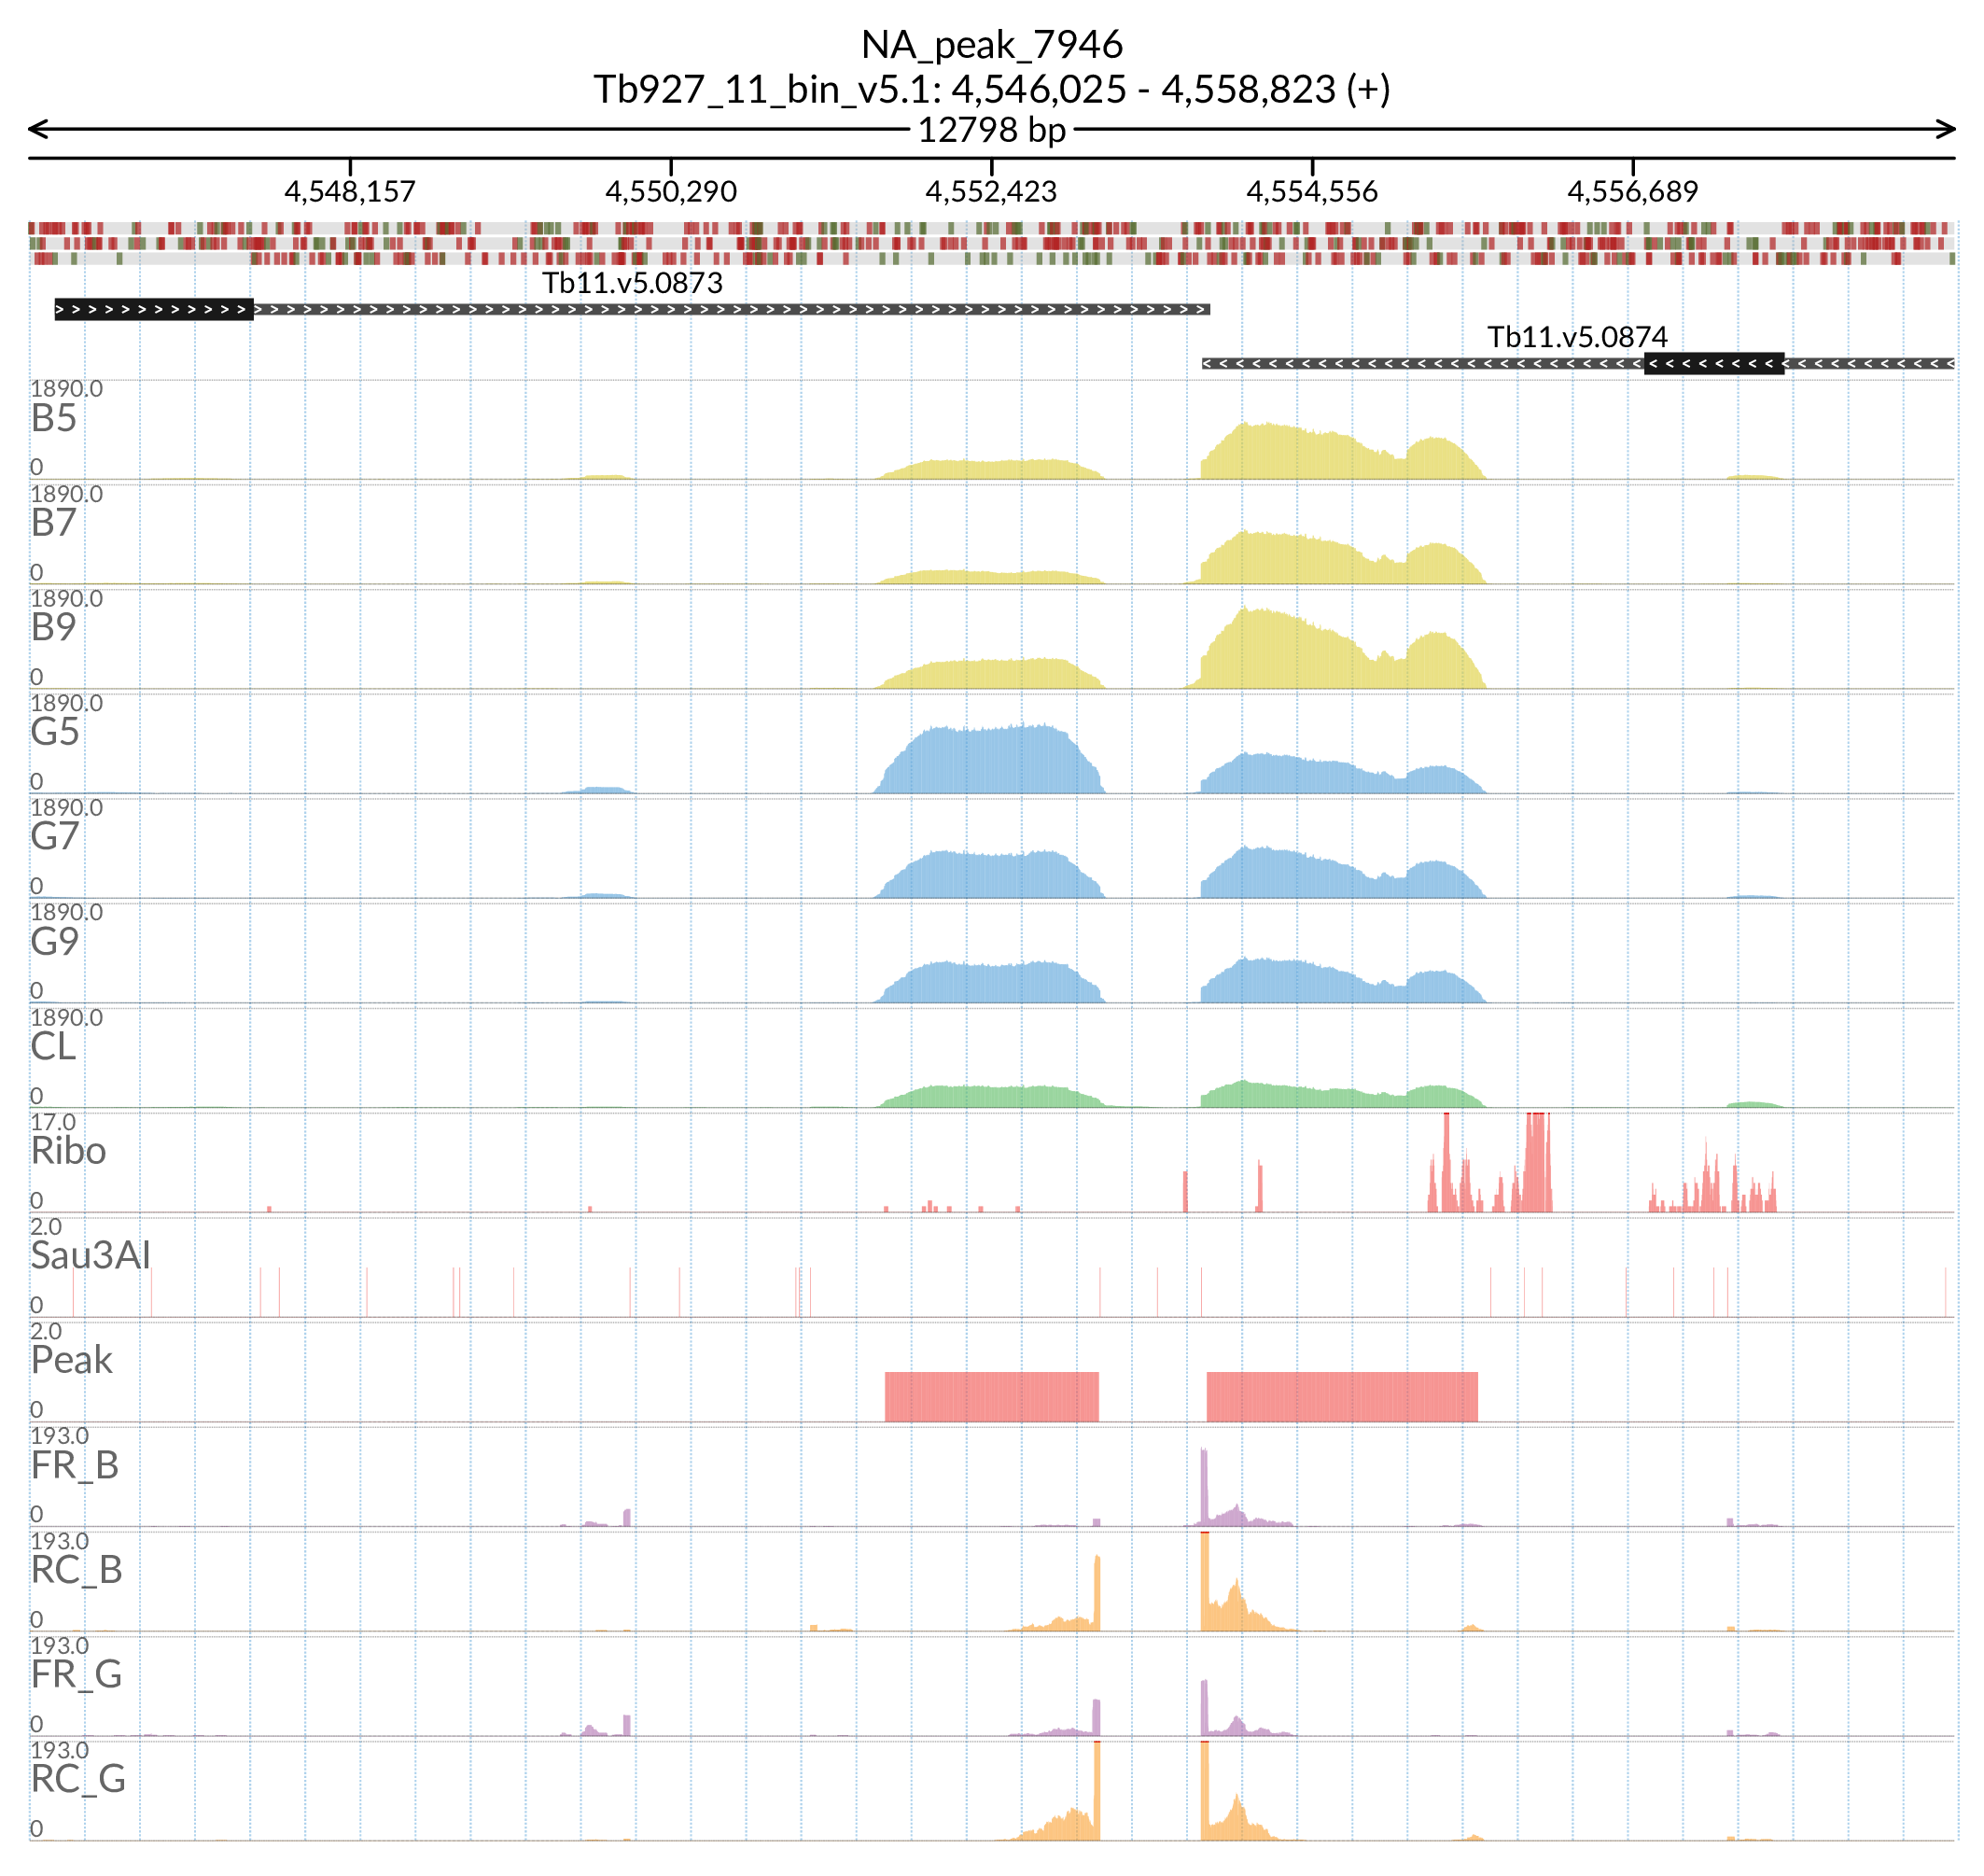 NA_peak_7946
Tb927_11_bin_v5.1: 4,546,025 - 4,558,823 (+)
12798 bp
4,548,157 4,550,290 4,552,423 4,554,556 4,556,689
Tb11.v5.0873
Tb11.v5.0874
1890.0
B5
0
1890.0
B7
0
1890.0
B9
0
1890.0
G5
0
1890.0
G7
0
1890.0
G9
0
1890.0
CL
0
17.0
Ribo
0
2.0
Sau3AI
0
2.0
Peak
0
193.0
FR_B
0
193.0
RC_B
0
193.0
FR_G
0
193.0
RC_G
0